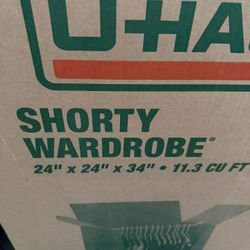 U-HA
SHORTY
WARDROBE®
24" x 24" x 34" • 11.3 CU FT